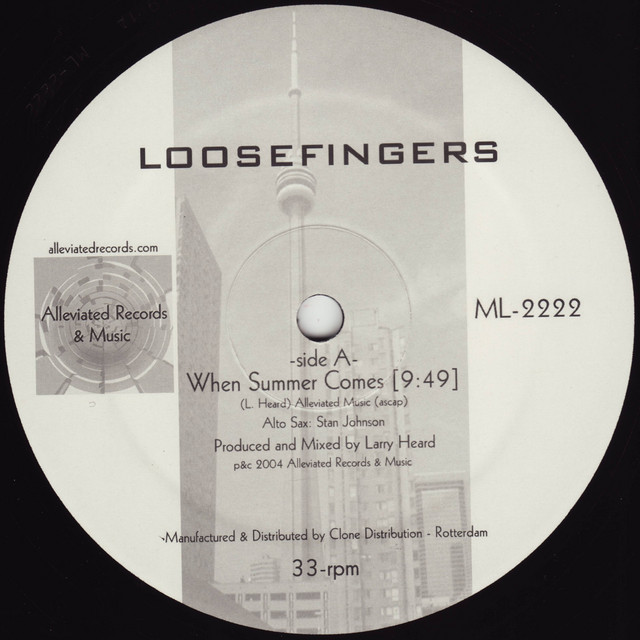 LOOSEFINGERS
alleviatedrecords.com
Alleviated Records
& Music
ML-2222
-side A-
When Summer Comes [9:49]
(L. Heard) Alleviated Music (ascap)
Alto Sax: Stan Johnson
Produced and Mixed by Larry Heard
p&c 2004 Alleviated Records & Music
Manufactured & Distributed by Clone Distribution - Rotterdam
33-rpm